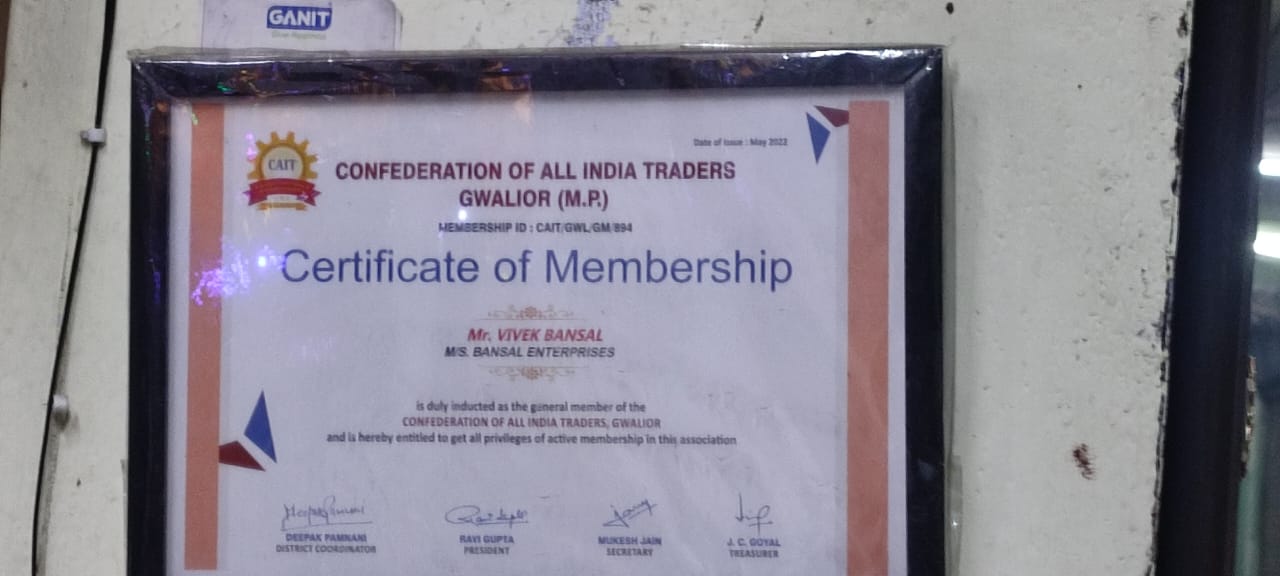 GANIT
Date of Issue : May 2022
CAIT
CONFEDERATION OF ALL INDIA TRADERS
GWALIOR (M.P.)
MEMBERSHIP ID : CAIT/GWL/GM/894
Certificate of Membership
Mr. VIVEK BANSAL
M/S. BANSAL ENTERPRISES
is duly inducted as the general member of the
CONFEDERATION OF ALL INDIA TRADERS, GWALIOR
and is hereby entitled to get all privileges of active membership in this association
DEEPAK PAMNANI RAVI GUPTA MUKESH JAIN J. C. GOYAL
DISTRICT COORDINATOR PRESIDENT SECRETARY TREASURER